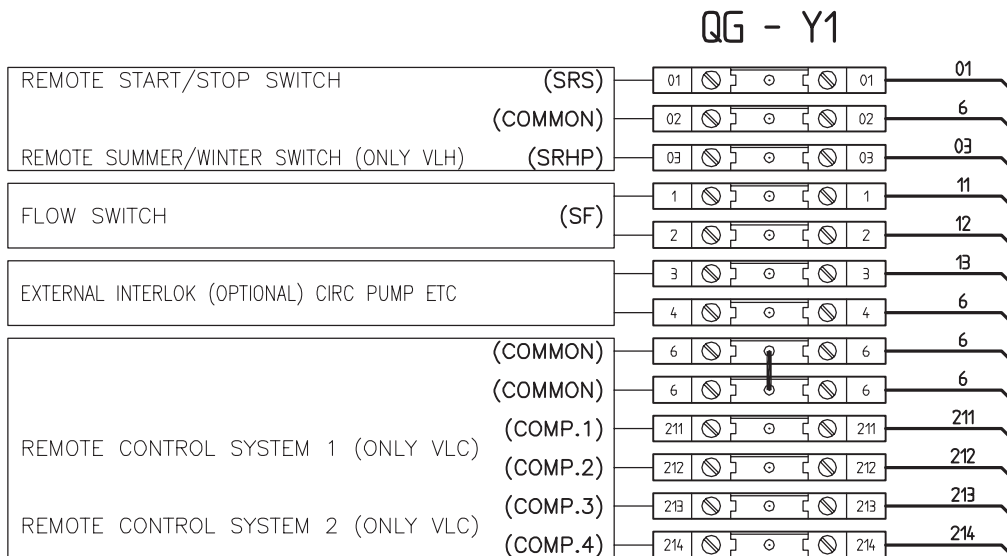 QG - Y1
REMOTE START/STOP SWITCH (SRS) 01 01 01
(COMMON) 02 02 6
REMOTE SUMMER/WINTER SWITCH (ONLY VLH) (SRHP) 03 03 03
1 1 11
FLOW SWITCH (SF)
2 2 12
3 3 13
EXTERNAL INTERLOK (OPTIONAL) CIRC PUMP ETC
4 4 6
(COMMON) 6 6 6
(COMMON) 6 6 6
(COMP.1) 211 211 211
REMOTE CONTROL SYSTEM 1 (ONLY VLC)
(COMP.2) 212 212 212
(COMP.3) 213 213 213
REMOTE CONTROL SYSTEM 2 (ONLY VLC)
(COMP.4) 214 214 214